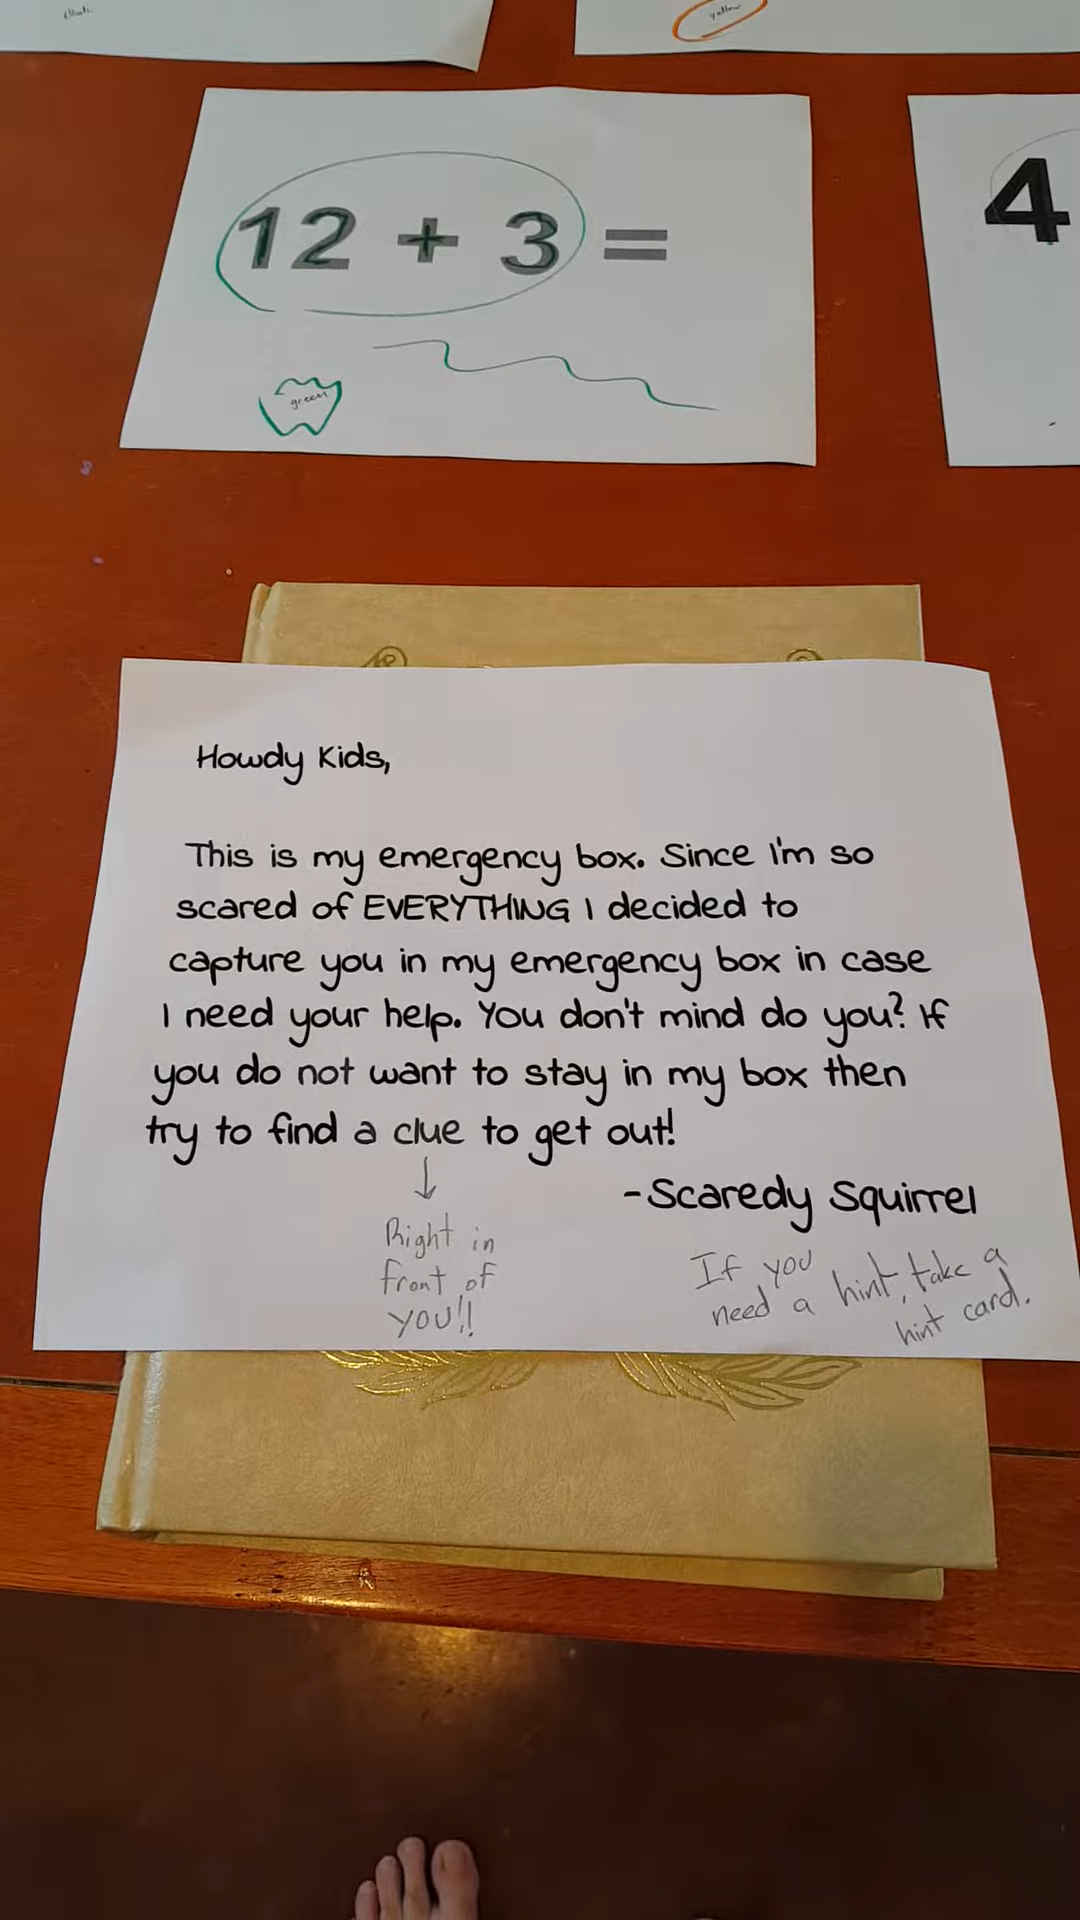 yellow
12 + 3 =
4
green
Howdy Kids,
This is my emergency box. Since I'm so
scared of EVERYTHING I decided to
capture you in my emergency box in case
I need your help. You don't mind do you? If
you do not want to stay in my box then
try to find a clue to get out!
-Scaredy Squirrel
Right in
front of
YOU!!
If you
need a hint, take a
hint card.